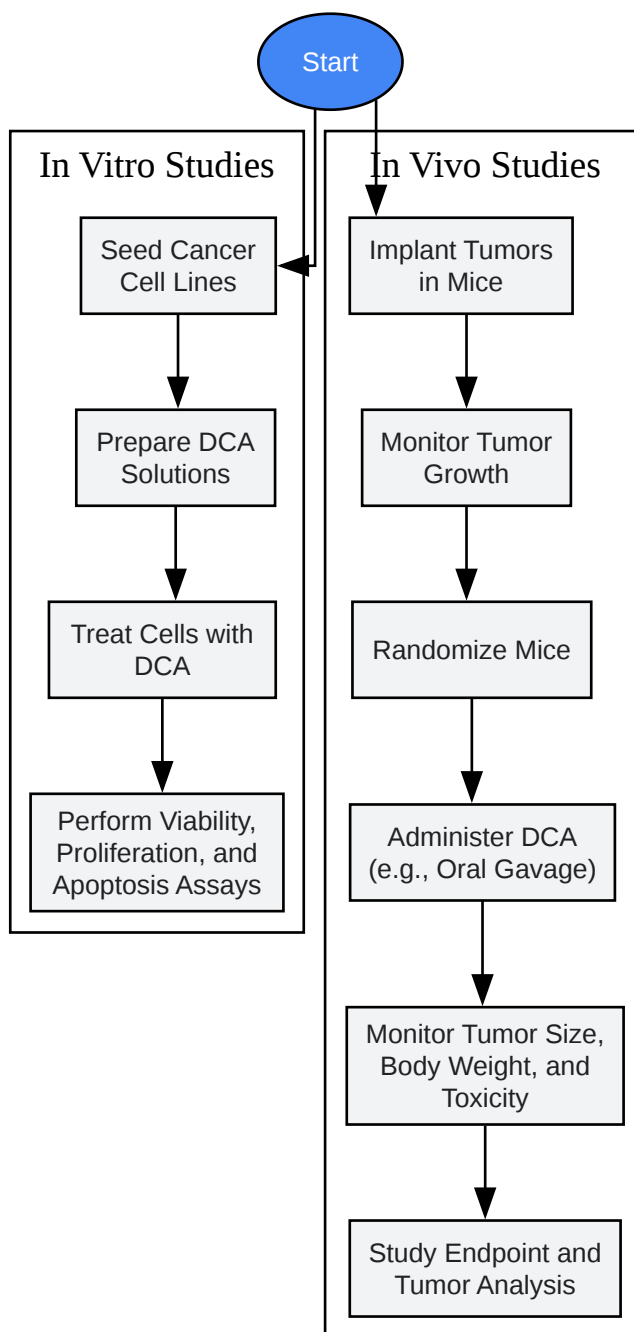 Start
In Vitro Studies
Seed Cancer
Cell Lines
Prepare DCA
Solutions
Treat Cells with
DCA
Perform Viability,
Proliferation, and
Apoptosis Assays
In Vivo Studies
Implant Tumors
in Mice
Monitor Tumor
Growth
Randomize Mice
Administer DCA
(e.g., Oral Gavage)
Monitor Tumor Size,
Body Weight, and
Toxicity
Study Endpoint and
Tumor Analysis